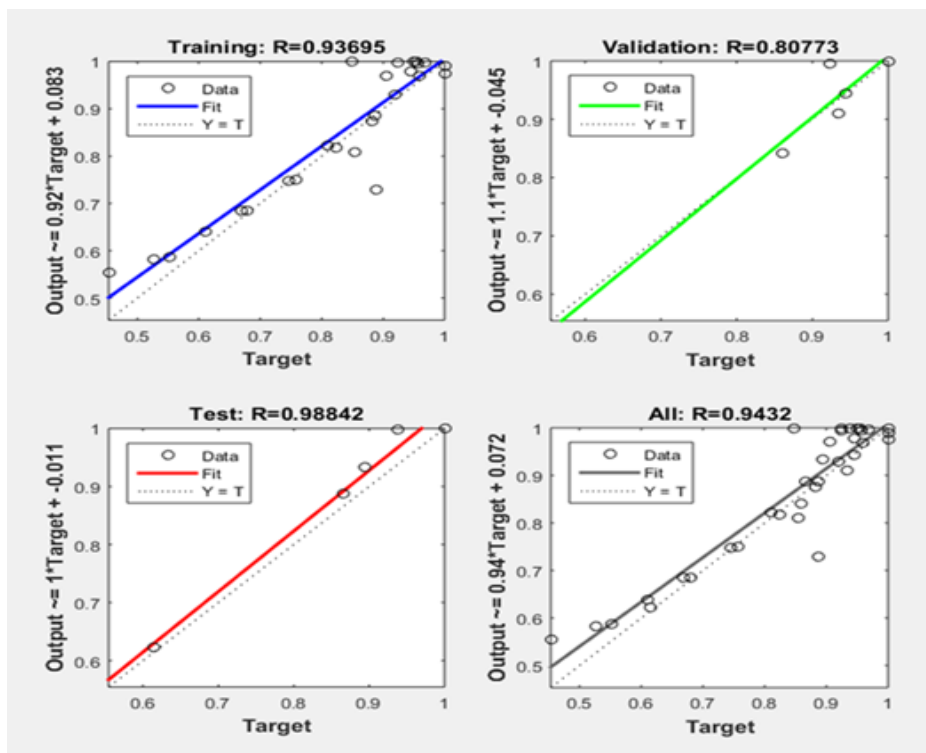 Training: R=0.93695
Output ~= 0.92*Target + 0.083
1
0.9
0.8
0.7
0.6
0.5
Data
Fit
Y = T
0.5 0.6 0.7 0.8 0.9 1
Target
Validation: R=0.80773
Output ~= 1.1*Target + -0.045
1
0.9
0.8
0.7
0.6
Data
Fit
Y = T
0.6 0.7 0.8 0.9 1
Target
Test: R=0.98842
Output ~= 1*Target + -0.011
1
0.9
0.8
0.7
0.6
Data
Fit
Y = T
0.6 0.7 0.8 0.9 1
Target
All: R=0.9432
Output ~= 0.94*Target + 0.072
1
0.9
0.8
0.7
0.6
0.5
Data
Fit
Y = T
0.5 0.6 0.7 0.8 0.9 1
Target